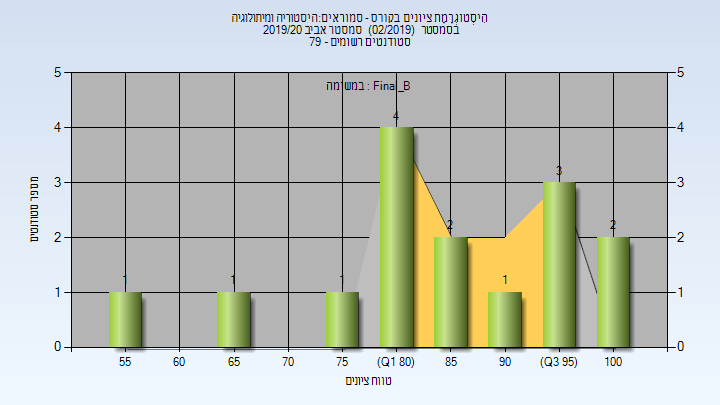 היסטוגרמת ציונים בקורס - סמוראים:היסטוריה ומיתולוגיה
בסמסטר (02/2019) סמסטר אביב 2019/20
סטודנטים רשומים - 79
במשימה : Final_B
מספר סטודנטים
5 5
4 4
3 3
2 2
1 1
0 0
1 1 1 4 2 1 3 2
55 60 65 70 75 (Q1 80) 85 90 (Q3 95) 100
טווח ציונים